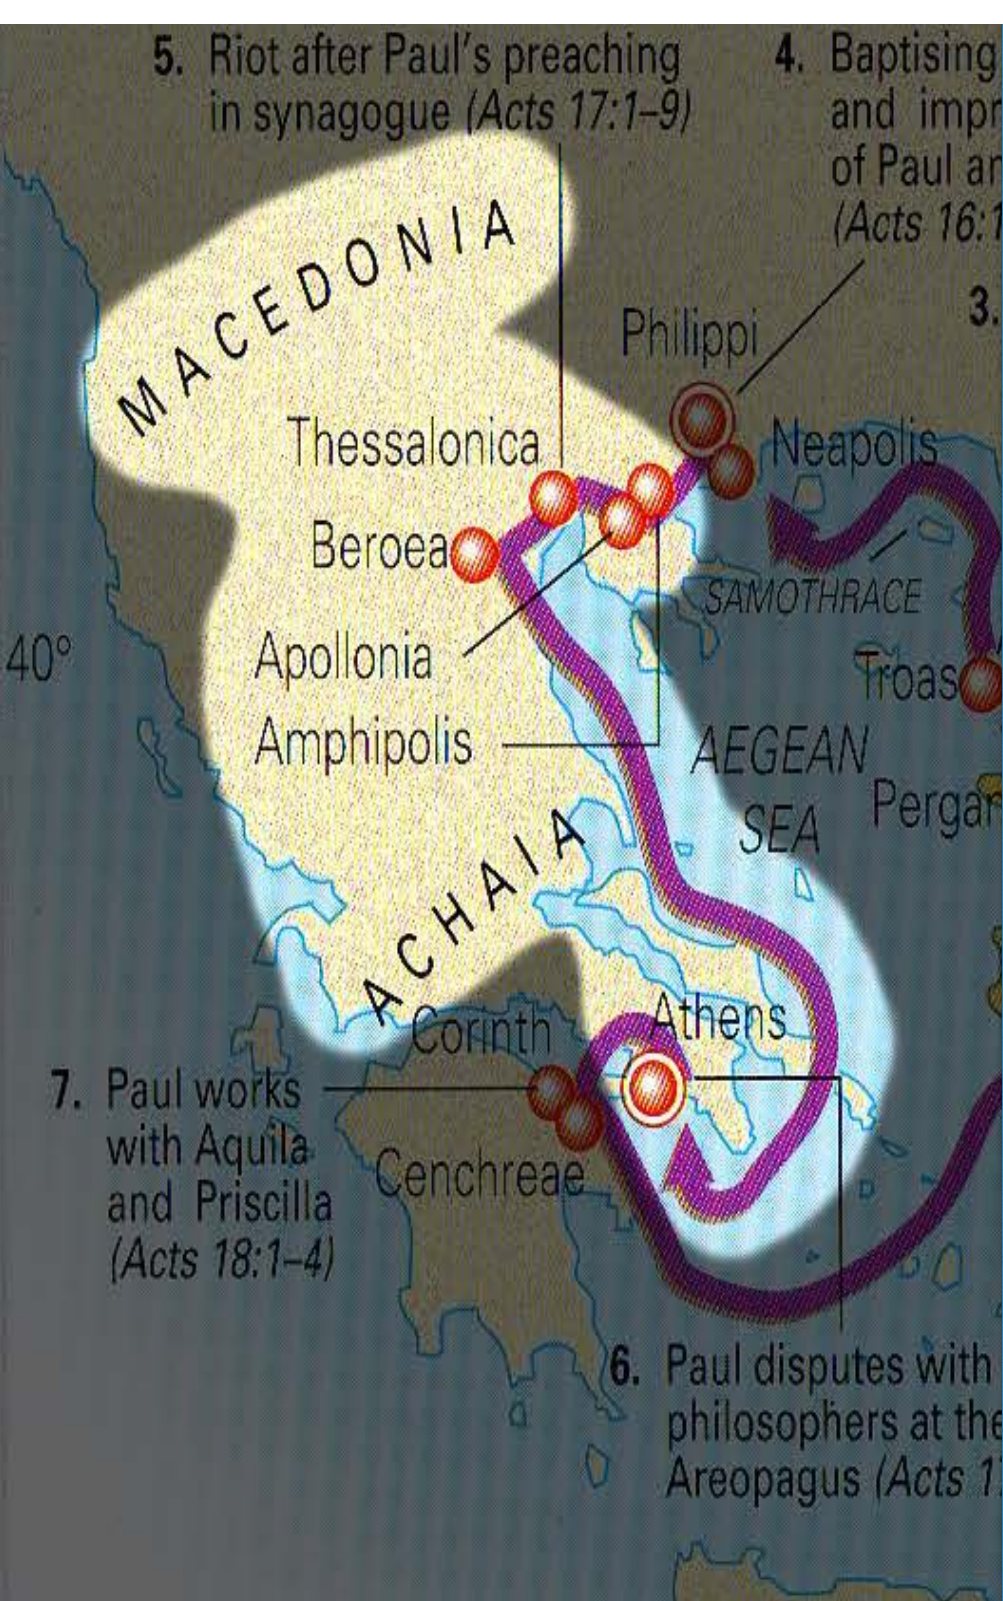 5. Riot after Paul's preaching
in synagogue (Acts 17:1–9)
4. Baptising
and impr
of Paul an
(Acts 16:1
3.
MACEDONIA
Philippi
Thessalonica
Neapolis
Beroea
SAMOTHRACE
40°
Apollonia
Troas
Amphipolis
AEGEAN
SEA
Pergam
ACHAIA
Corinth
Athens
7. Paul works
with Aquila
and Priscilla
(Acts 18:1–4)
Cenchreae
6. Paul disputes with
philosophers at the
Areopagus (Acts 1